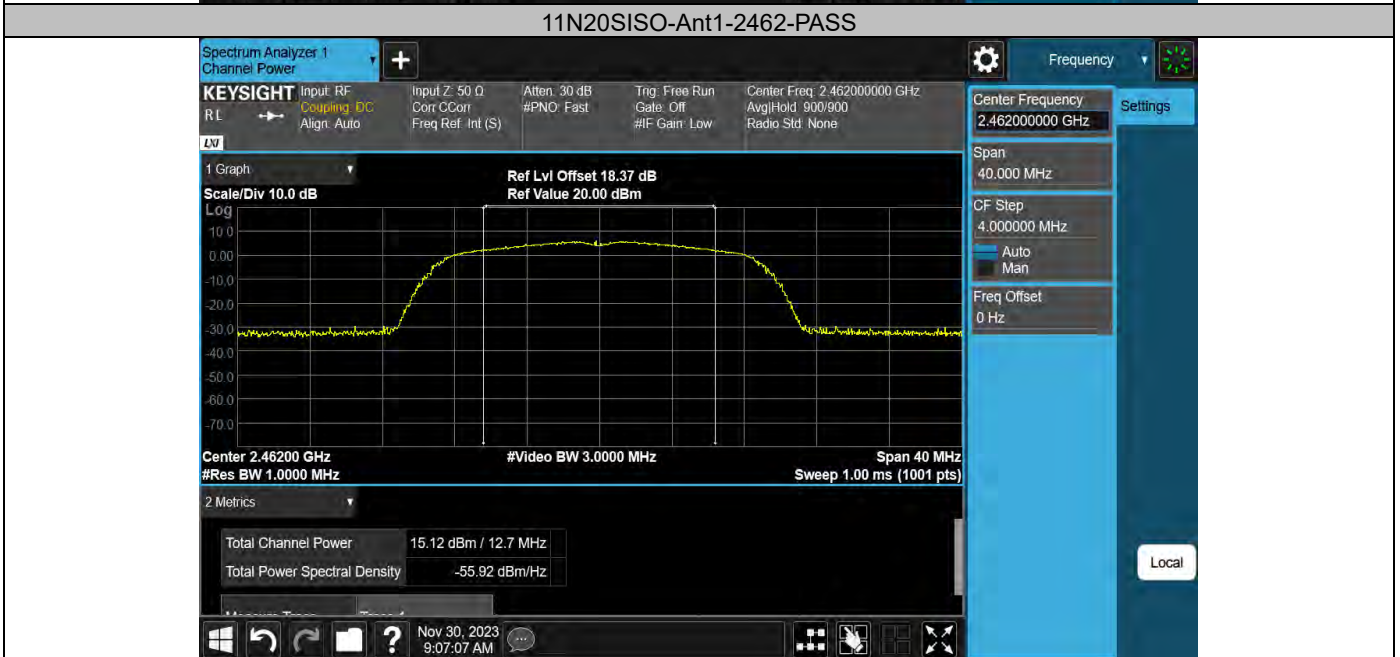 11N20SISO-Ant1-2462-PASS
Spectrum Analyzer 1
Channel Power
+
Frequency
KEYSIGHT Input: RF Input Z: 50 Ω Atten: 30 dB Trig: Free Run Center Freq: 2.462000000 GHz
RL Coupling: DC Corr CCorr #PNO: Fast Gate: Off Avg|Hold: 900/900
Align: Auto Freq Ref: Int (S) #IF Gain: Low Radio Std: None
LXI
Center Frequency
2.462000000 GHz
Settings
Span
40.000 MHz
CF Step
4.000000 MHz
Auto
Man
Freq Offset
0 Hz
Local
1 Graph
Ref Lvl Offset 18.37 dB
Scale/Div 10.0 dB Ref Value 20.00 dBm
Log
10.0
0.00
-10.0
-20.0
-30.0
-40.0
-50.0
-60.0
-70.0
Center 2.46200 GHz #Video BW 3.0000 MHz Span 40 MHz
#Res BW 1.0000 MHz Sweep 1.00 ms (1001 pts)
2 Metrics
Total Channel Power 15.12 dBm / 12.7 MHz
Total Power Spectral Density -55.92 dBm/Hz
? Nov 30, 2023
9:07:07 AM